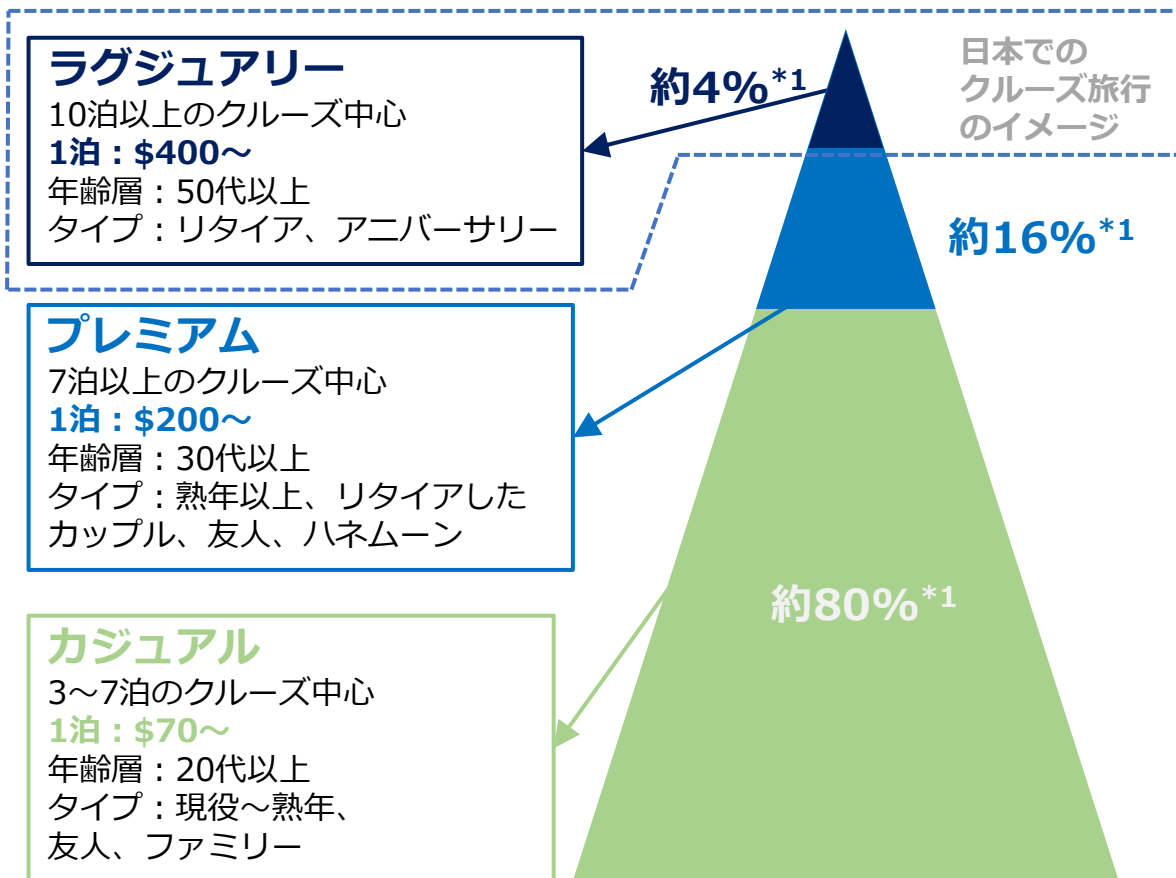 ラグジュアリー
10泊以上のクルーズ中心
1泊：$400～
年齢層：50代以上
タイプ：リタイア、アニバーサリー
約4%*1
日本での
クルーズ旅行
のイメージ
約16%*1
プレミアム
7泊以上のクルーズ中心
1泊：$200～
年齢層：30代以上
タイプ：熟年以上、リタイアした
カップル、友人、ハネムーン
約80%*1
カジュアル
3～7泊のクルーズ中心
1泊：$70～
年齢層：20代以上
タイプ：現役～熟年、
友人、ファミリー